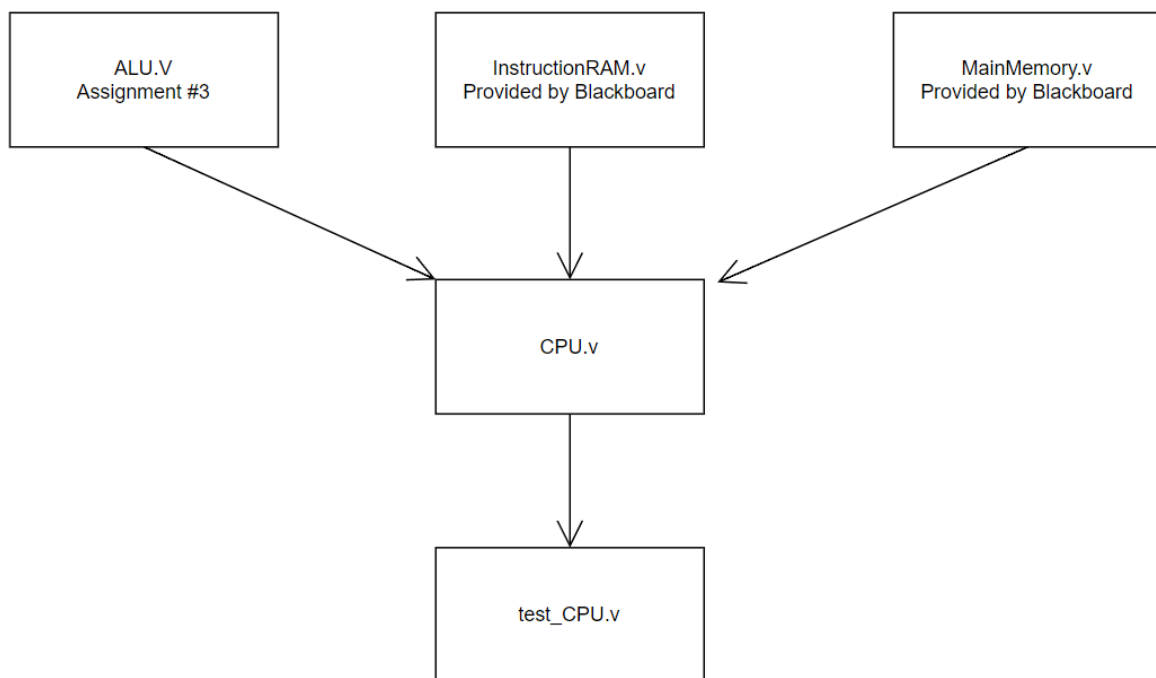 ALU.V
Assignment #3
InstructionRAM.v
Provided by Blackboard
MainMemory.v
Provided by Blackboard
CPU.v
test_CPU.v